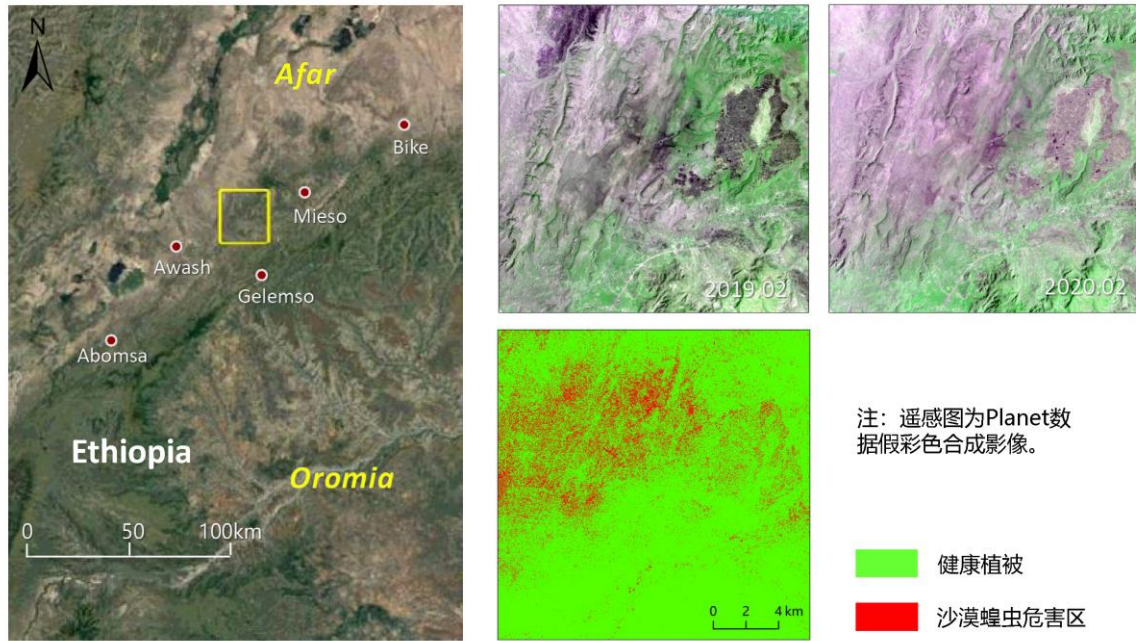 N
Afar
Bike
Mieso
Awash
Gelemso
Abomsa
Ethiopia
Oromia
0 50 100km
2019.02
2020.02
0 2 4 km
注：遥感图为Planet数
据假彩色合成影像。
健康植被
沙漠蝗虫危害区